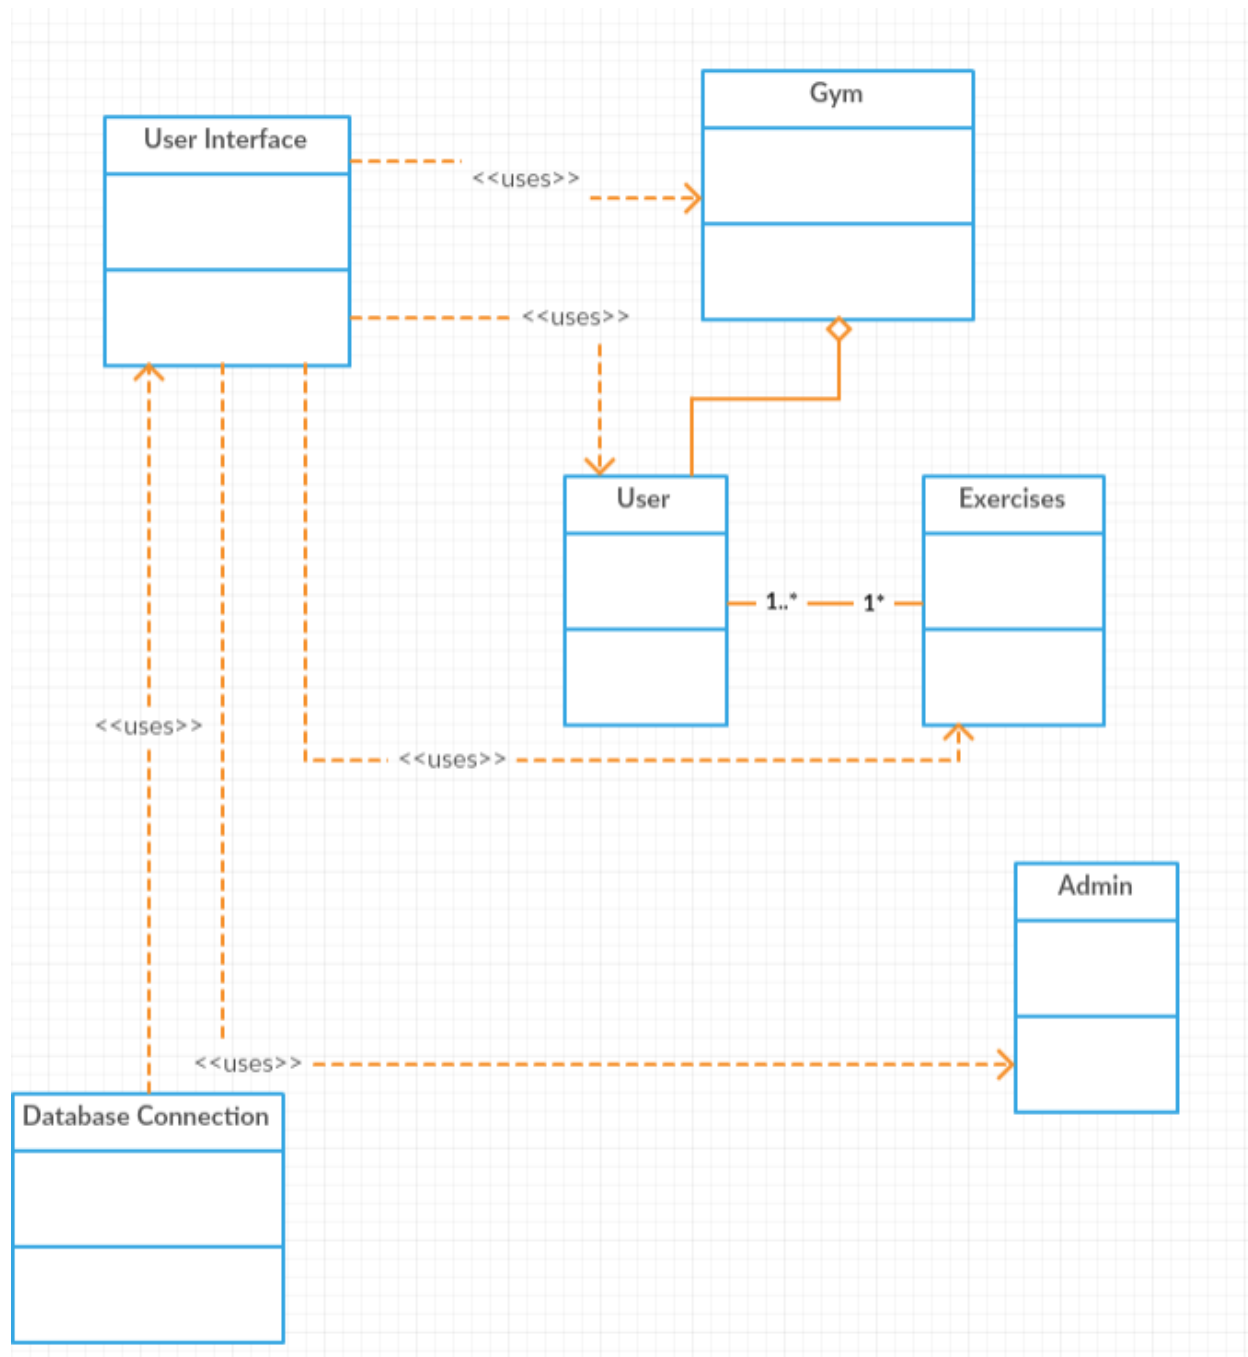 Gym
User Interface
<<uses>>
<<uses>>
User
Exercises
1..*
1*
<<uses>>
<<uses>>
Admin
<<uses>>
Database Connection